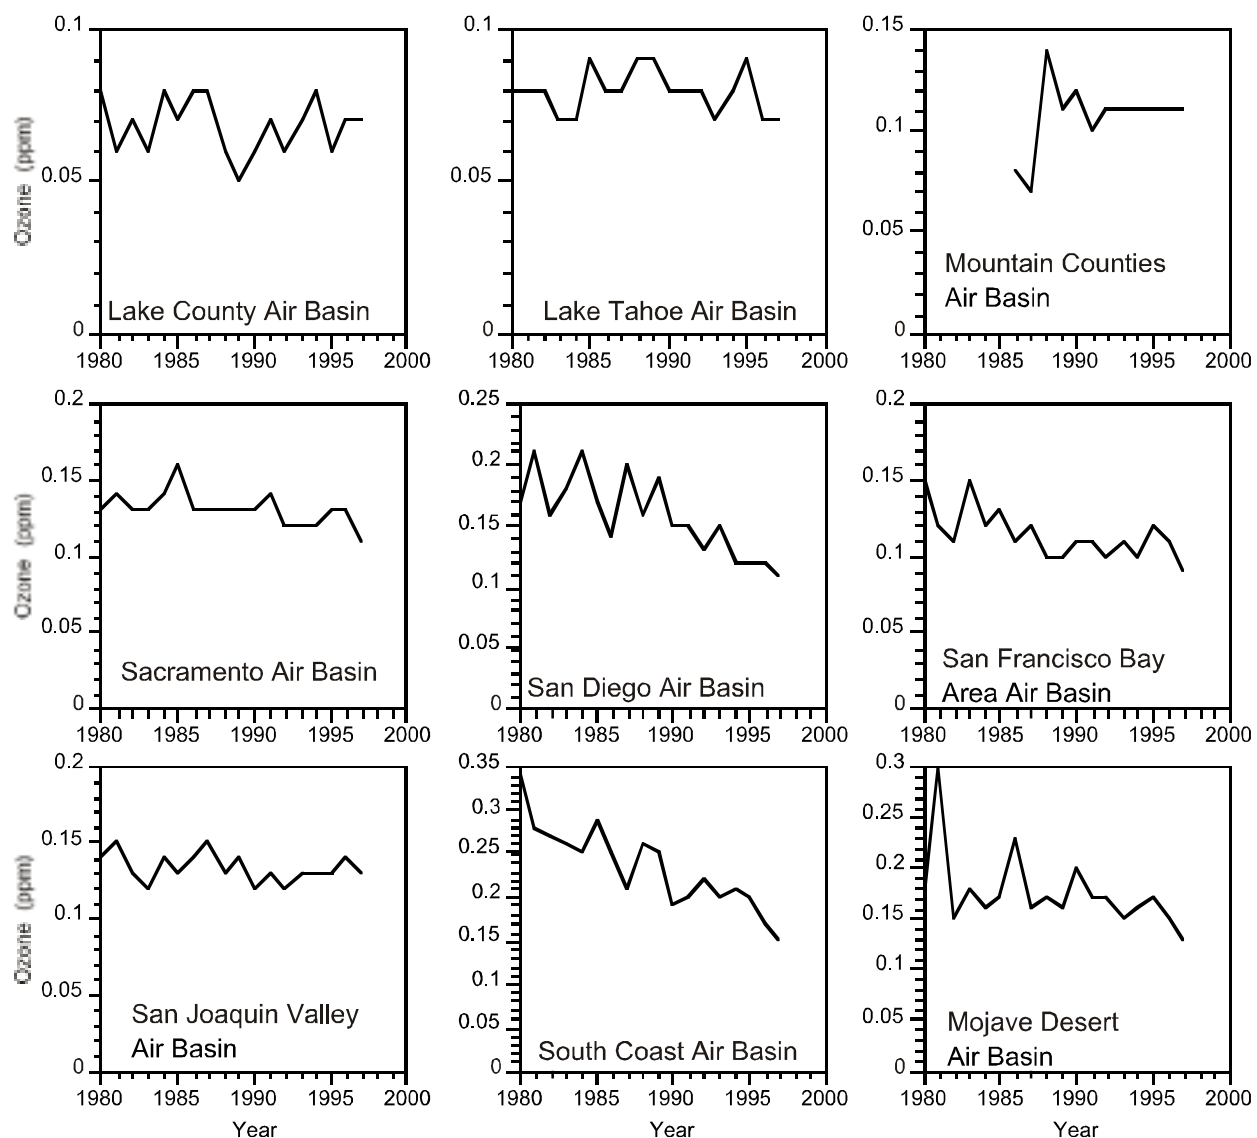 0.1
0.05
0
Ozone (ppm)
Lake County Air Basin
1980 1985 1990 1995 2000
0.1
0.05
0
Lake Tahoe Air Basin
1980 1985 1990 1995 2000
0.15
0.1
0.05
0
Mountain Counties
Air Basin
1980 1985 1990 1995 2000
0.2
0.15
0.1
0.05
0
Ozone (ppm)
Sacramento Air Basin
1980 1985 1990 1995 2000
0.25
0.2
0.15
0.1
0.05
0
San Diego Air Basin
1980 1985 1990 1995 2000
0.2
0.15
0.1
0.05
0
San Francisco Bay
Area Air Basin
1980 1985 1990 1995 2000
0.2
0.15
0.1
0.05
0
Ozone (ppm)
San Joaquin Valley
Air Basin
1980 1985 1990 1995 2000
Year
0.35
0.3
0.25
0.2
0.15
0.1
0.05
0
South Coast Air Basin
1980 1985 1990 1995 2000
Year
0.3
0.25
0.2
0.15
0.1
0.05
0
Mojave Desert
Air Basin
1980 1985 1990 1995 2000
Year